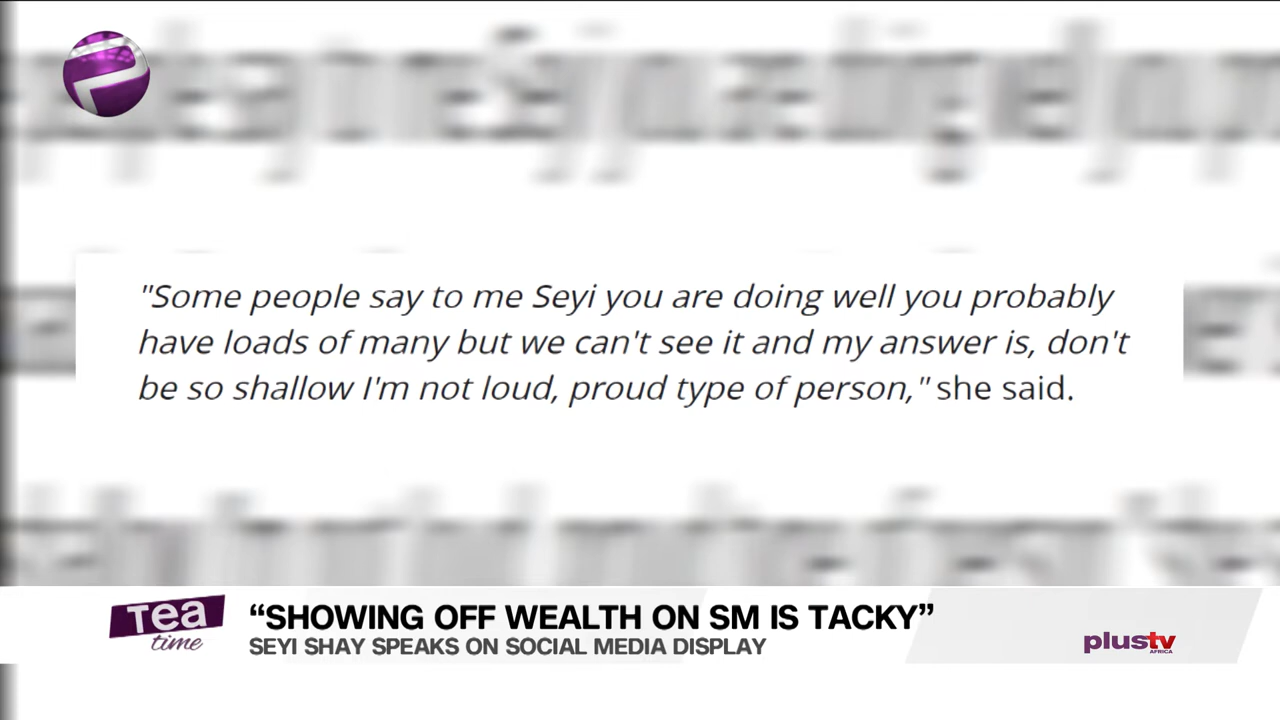 "Some people say to me Seyi you are doing well you probably
have loads of many but we can't see it and my answer is, don't
be so shallow I'm not loud, proud type of person," she said.
Tea
time
“SHOWING OFF WEALTH ON SM IS TACKY”
SEYI SHAY SPEAKS ON SOCIAL MEDIA DISPLAY
plustv
AFRICA